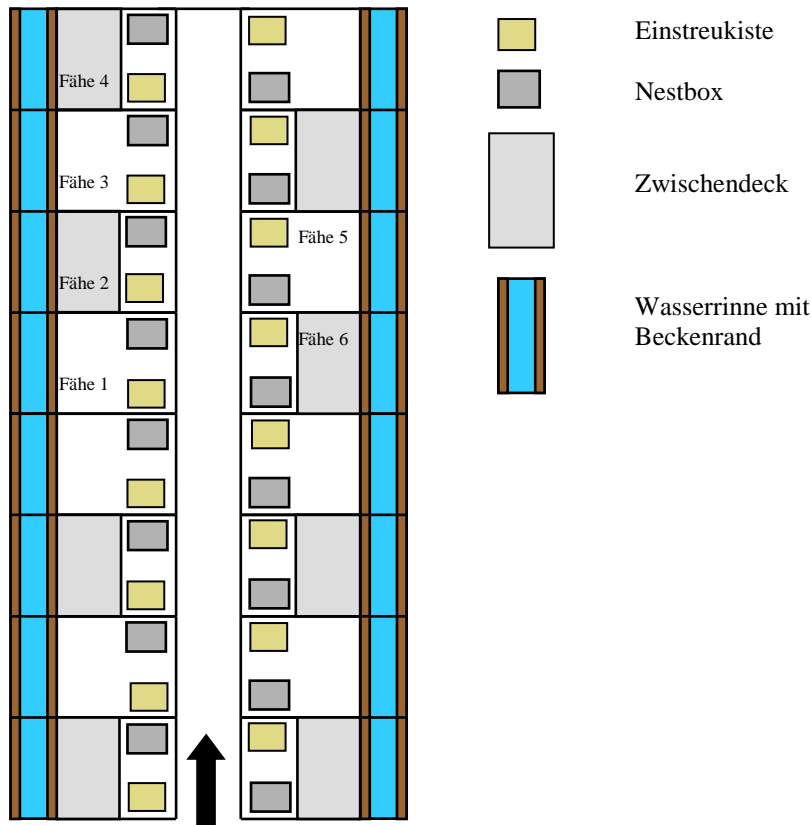 Fähe 4
Fähe 3
Fähe 2
Fähe 1
Fähe 5
Fähe 6
Einstreukiste
Nestbox
Zwischendeck
Wasserrinne mit
Beckenrand